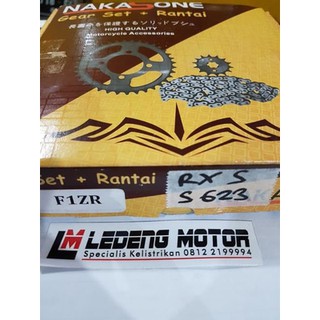 NAKASONE
Gear Set + Rantai
HIGH QUALITY
Motorcycle Accessories
Set + Rantai
F1ZR
RX S
S 623
LM LEDENG MOTOR
Specialis Kelistrikan 0812 2199994